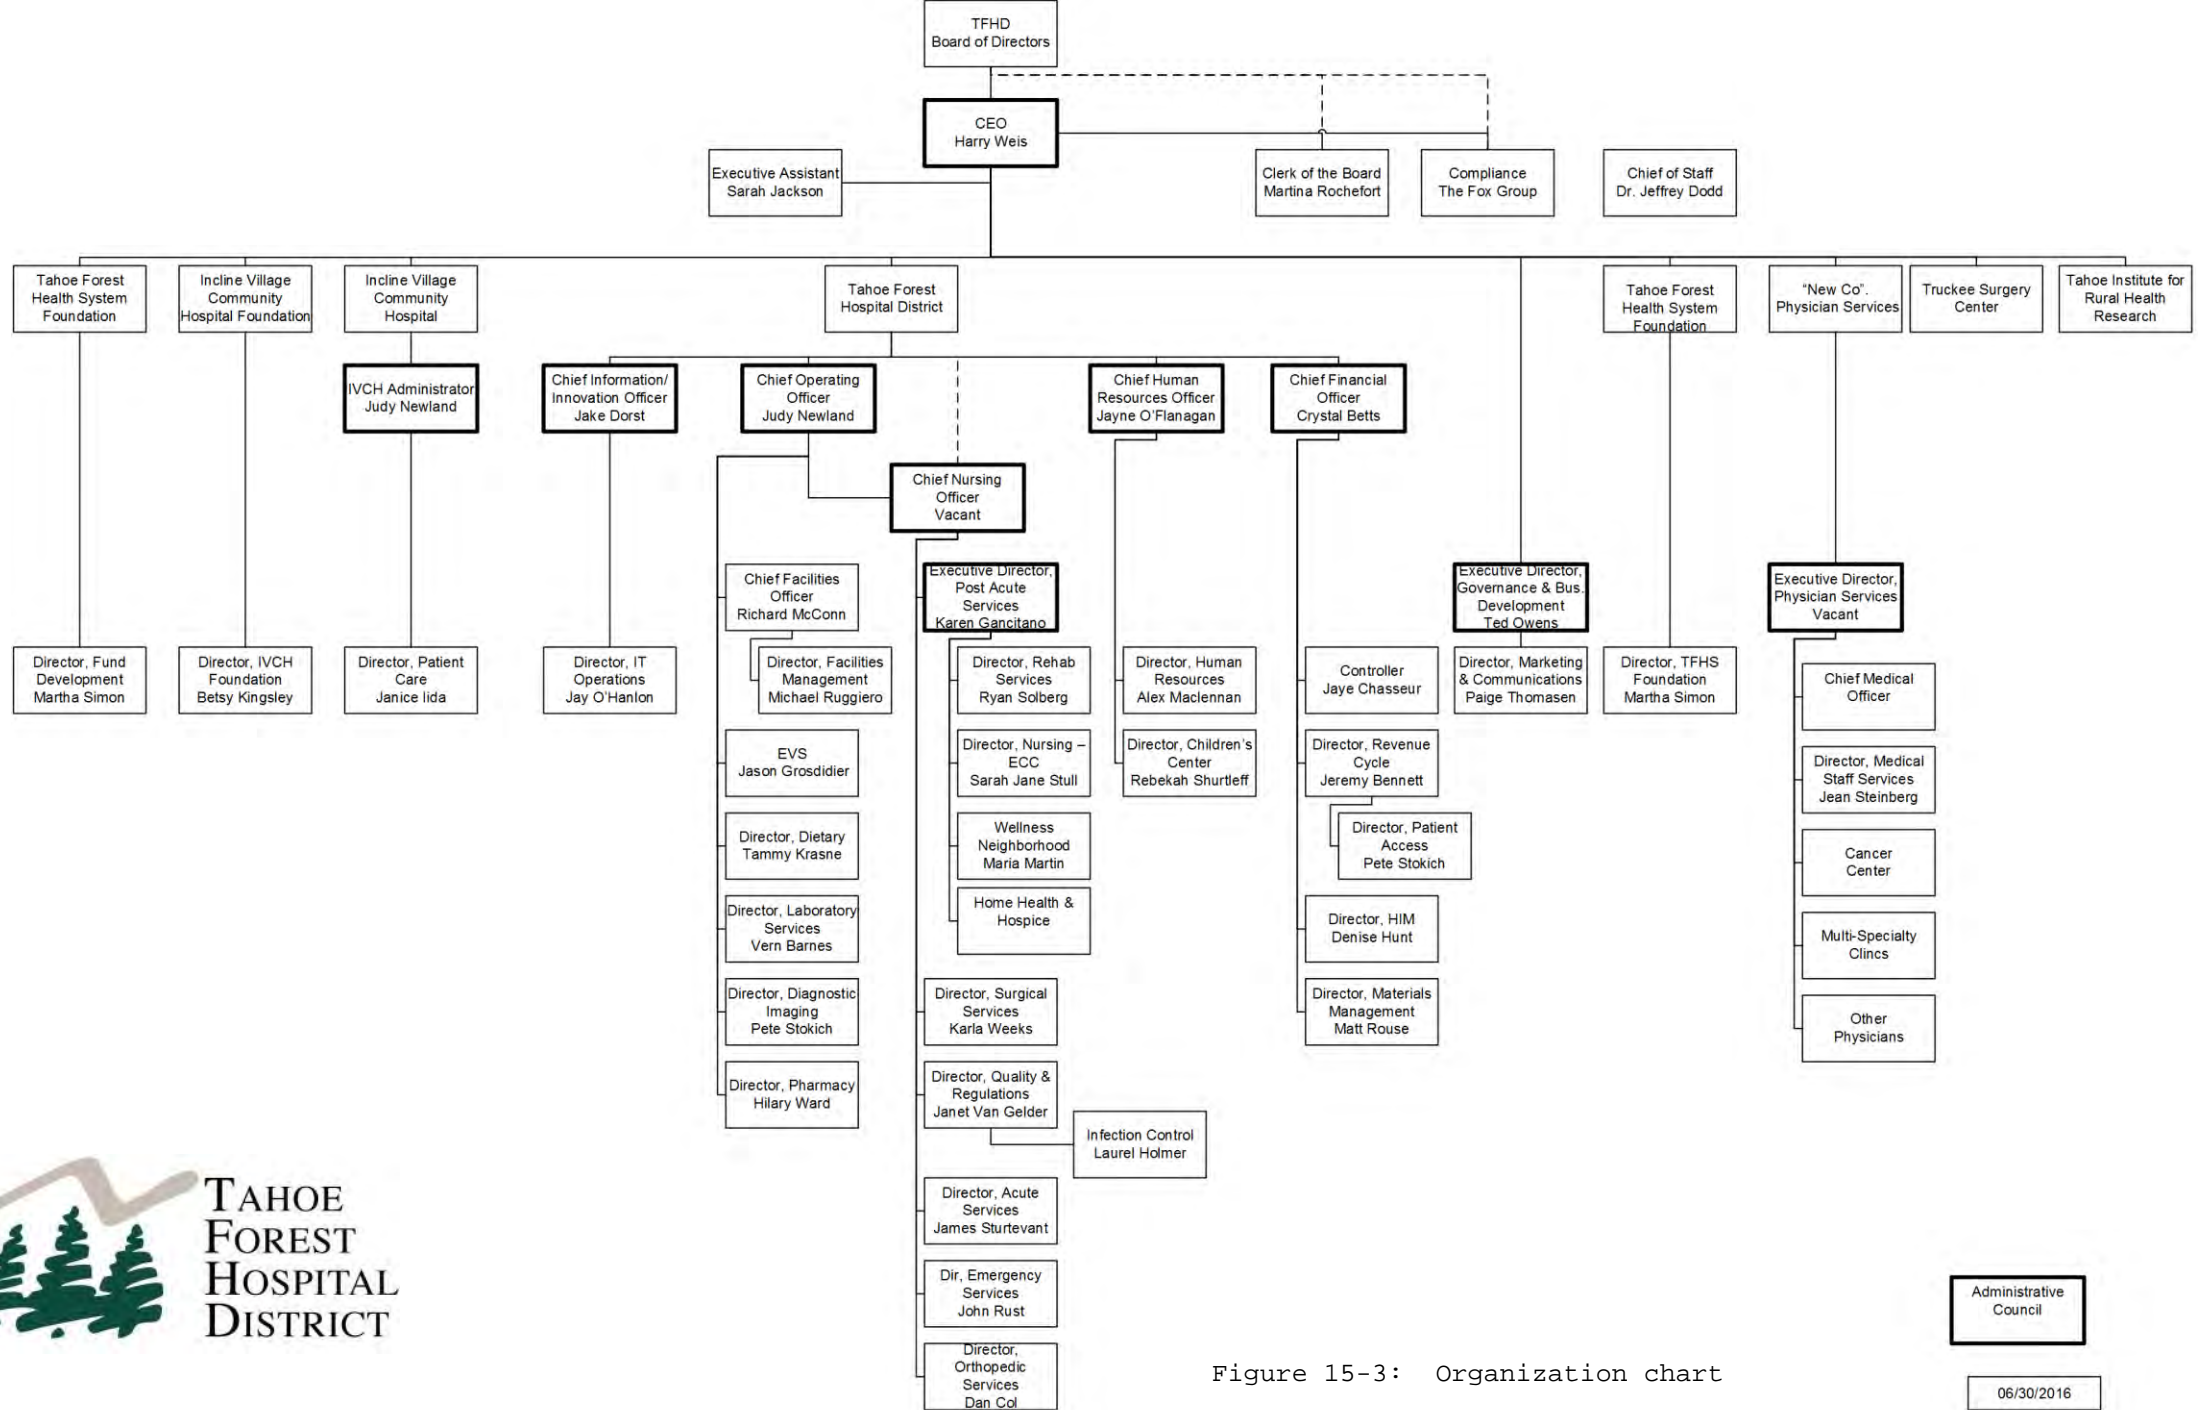 TFHD
Board of Directors
CEO
Harry Weis
Executive Assistant
Sarah Jackson
Clerk of the Board
Martina Rochefort
Compliance
The Fox Group
Chief of Staff
Dr. Jeffrey Dodd
Tahoe Forest
Health System
Foundation
Incline Village
Community
Hospital Foundation
Incline Village
Community
Hospital
Tahoe Forest
Hospital District
Tahoe Forest
Health System
Foundation
“New Co”.
Physician Services
Truckee Surgery
Center
Tahoe Institute for
Rural Health
Research
IVCH Administrator
Judy Newland
Chief Information/
Innovation Officer
Jake Dorst
Chief Operating
Officer
Judy Newland
Chief Human
Resources Officer
Jayne O’Flanagan
Chief Financial
Officer
Crystal Betts
Chief Nursing
Officer
Vacant
Chief Facilities
Officer
Richard McConn
Executive Director,
Post Acute
Services
Karen Gancitano
Executive Director,
Governance & Bus.
Development
Ted Owens
Executive Director,
Physician Services
Vacant
Director, Fund
Development
Martha Simon
Director, IVCH
Foundation
Betsy Kingsley
Director, Patient
Care
Janice Iida
Director, IT
Operations
Jay O’Hanlon
Director, Facilities
Management
Michael Ruggiero
Director, Rehab
Services
Ryan Solberg
Director, Human
Resources
Alex Maclennan
Controller
Jaye Chasseur
Director, Marketing
& Communications
Paige Thomasen
Director, TFHS
Foundation
Martha Simon
Chief Medical
Officer
EVS
Jason Grosdidier
Director, Nursing –
ECC
Sarah Jane Stull
Director, Children’s
Center
Rebekah Shurtleff
Director, Revenue
Cycle
Jeremy Bennett
Director, Medical
Staff Services
Jean Steinberg
Director, Dietary
Tammy Krasne
Wellness
Neighborhood
Maria Martin
Director, Patient
Access
Pete Stokich
Cancer
Center
Director, Laboratory
Services
Vern Barnes
Home Health &
Hospice
Director, HIM
Denise Hunt
Multi-Specialty
Clincs
Director, Diagnostic
Imaging
Pete Stokich
Director, Surgical
Services
Karla Weeks
Director, Materials
Management
Matt Rouse
Other
Physicians
Director, Pharmacy
Hilary Ward
Director, Quality &
Regulations
Janet Van Gelder
Infection Control
Laurel Holmer
Director, Acute
Services
James Sturtevant
Dir, Emergency
Services
John Rust
Director,
Orthopedic
Services
Dan Col
TAHOE
FOREST
HOSPITAL
DISTRICT
Administrative
Council
Figure 15-3: Organization chart
06/30/2016